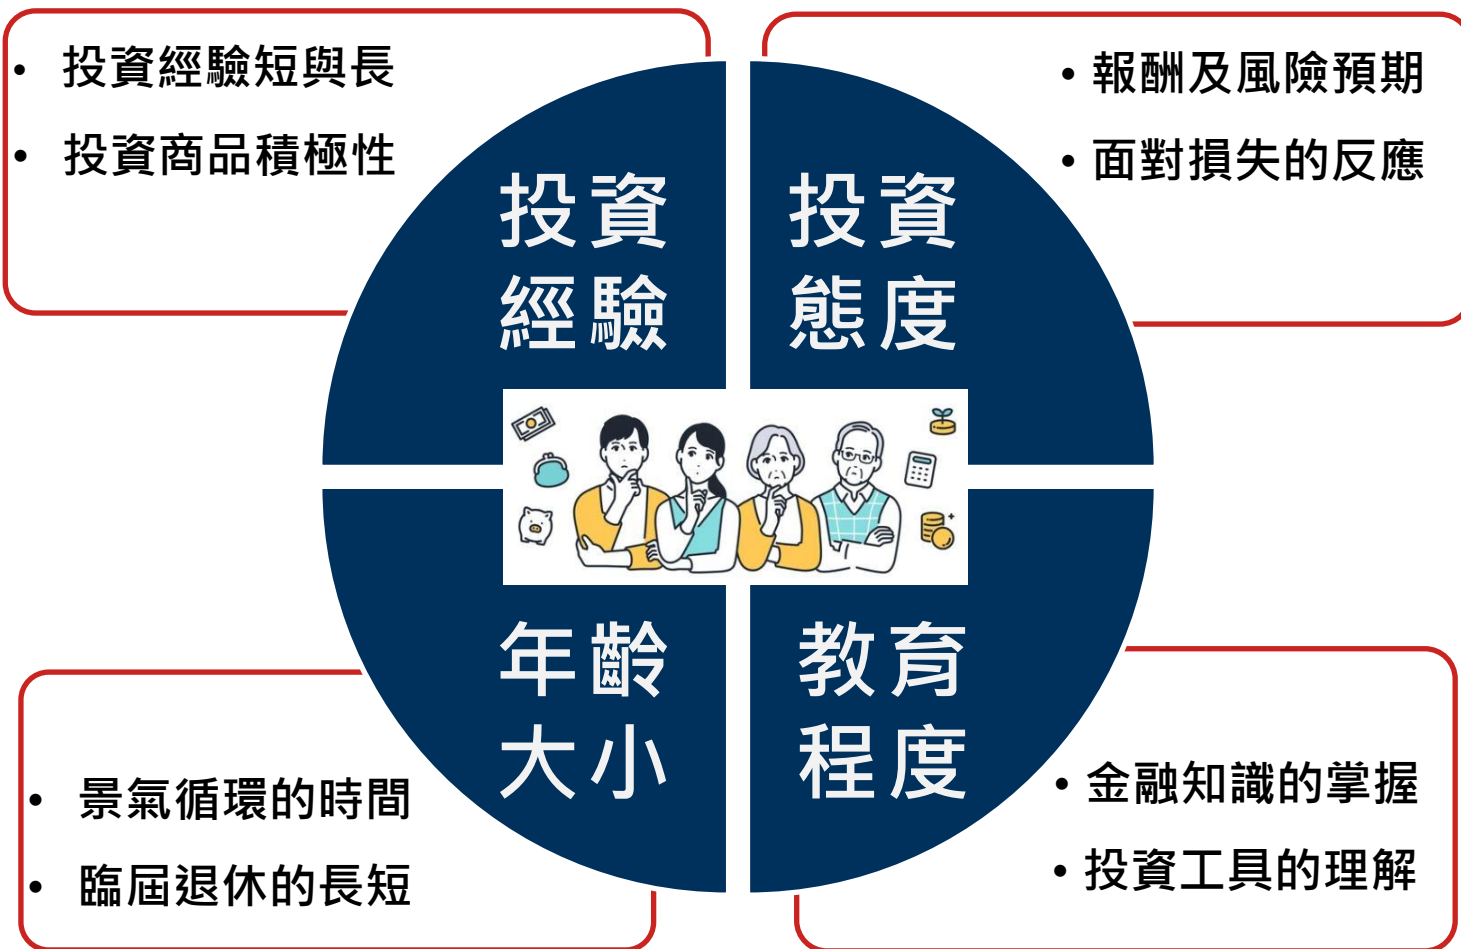 • 投資經驗短與長
• 投資商品積極性
投資
經驗
投資
態度
• 報酬及風險預期
• 面對損失的反應
年齡
大小
• 景氣循環的時間
• 臨屆退休的長短
教育
程度
• 金融知識的掌握
• 投資工具的理解